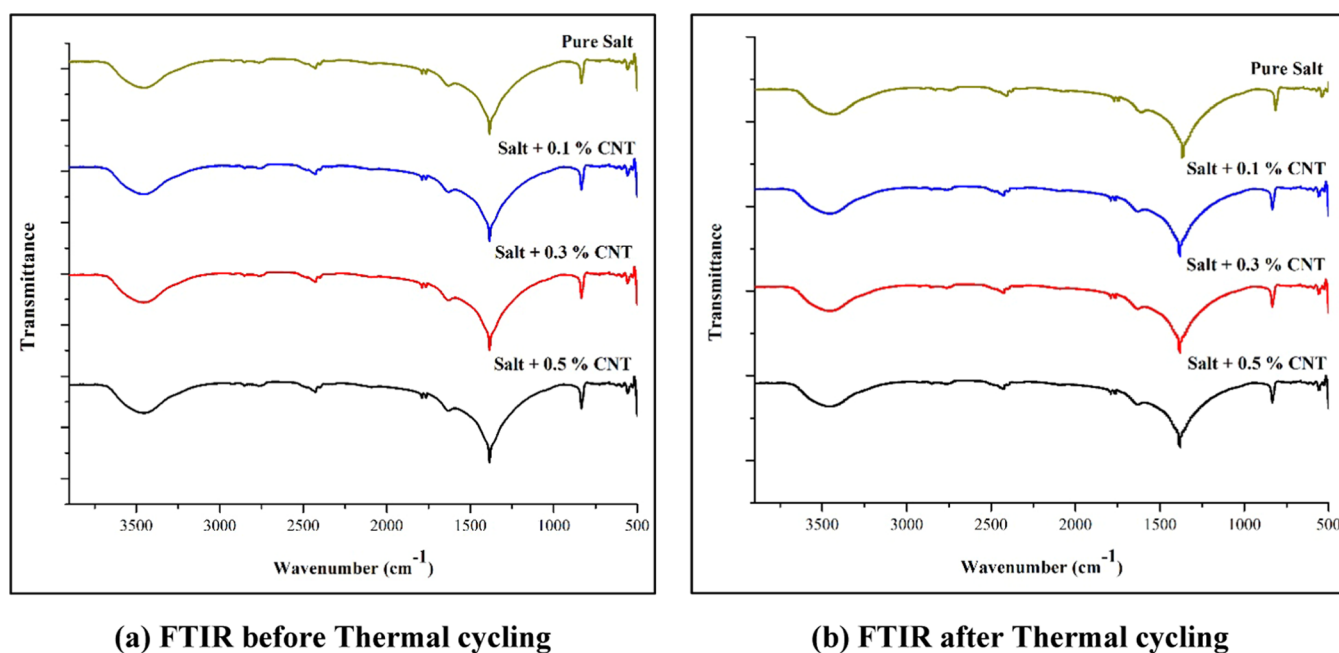 Pure Salt
Salt + 0.1 % CNT
Salt + 0.3 % CNT
Salt + 0.5 % CNT
Transmittance
3500 3000 2500 2000 1500 1000 500
Wavenumber (cm-1)
(a) FTIR before Thermal cycling
Pure Salt
Salt + 0.1 % CNT
Salt + 0.3 % CNT
Salt + 0.5 % CNT
Transmittance
3500 3000 2500 2000 1500 1000 500
Wavenumber (cm-1)
(b) FTIR after Thermal cycling